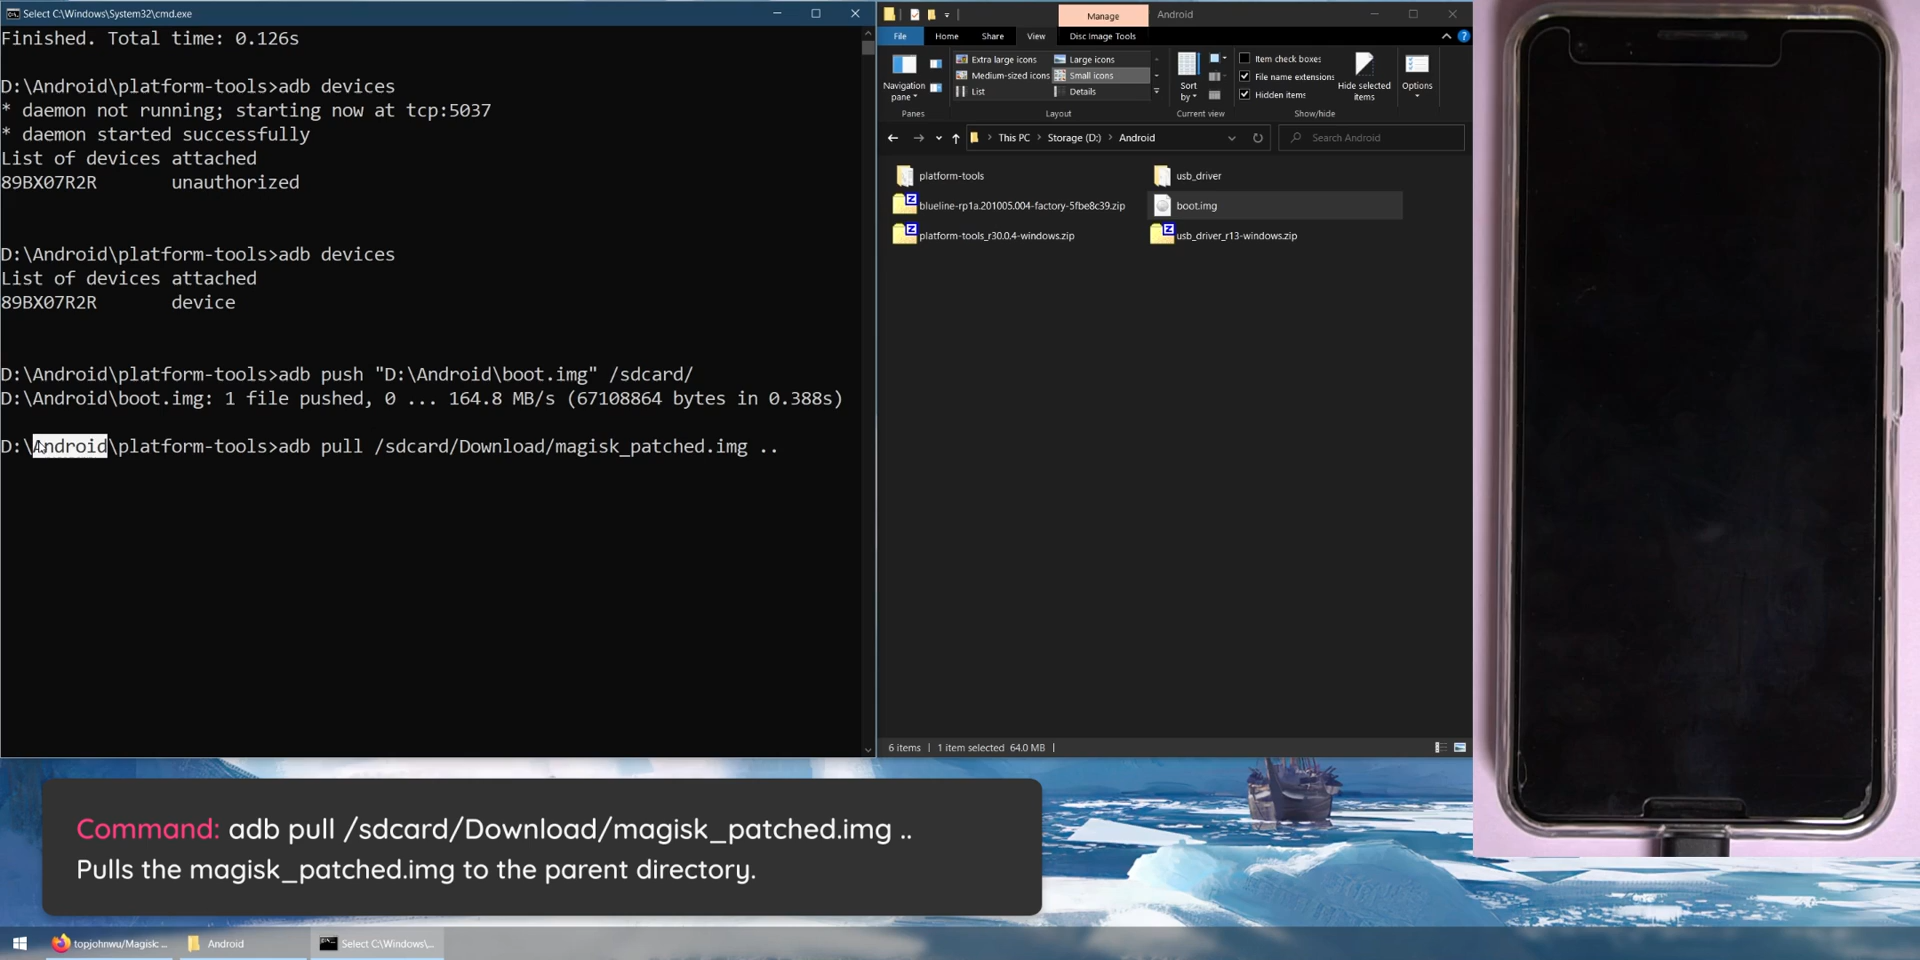 Select C:\Windows\System32\cmd.exe
Finished. Total time: 0.126s
D:\Android\platform-tools>adb devices
* daemon not running; starting now at tcp:5037
* daemon started successfully
List of devices attached
89BX07R2R unauthorized
D:\Android\platform-tools>adb devices
List of devices attached
89BX07R2R device
D:\Android\platform-tools>adb push "D:\Android\boot.img" /sdcard/
D:\Android\boot.img: 1 file pushed, 0 ... 164.8 MB/s (67108864 bytes in 0.388s)
D:\Android\platform-tools>adb pull /sdcard/Download/magisk_patched.img ..
Manage
Android
File
Home
Share
View
Disc Image Tools
Navigation
pane
Panes
Extra large icons
Large icons
Medium-sized icons
Small icons
List
Details
Layout
Sort
by
Current view
Item check boxes
File name extensions
Hidden items
Hide selected
items
Show/hide
Options
This PC
Storage (D:)
Android
Search Android
platform-tools
usb_driver
blueline-rp1a.201005.004-factory-5fbe8c39.zip
boot.img
platform-tools_r30.0.4-windows.zip
usb_driver_r13-windows.zip
6 items
1 item selected 64.0 MB
Command: adb pull /sdcard/Download/magisk_patched.img ..
Pulls the magisk_patched.img to the parent directory.
topjohnwu/Magisk: ...
Android
Select C:\Windows\...